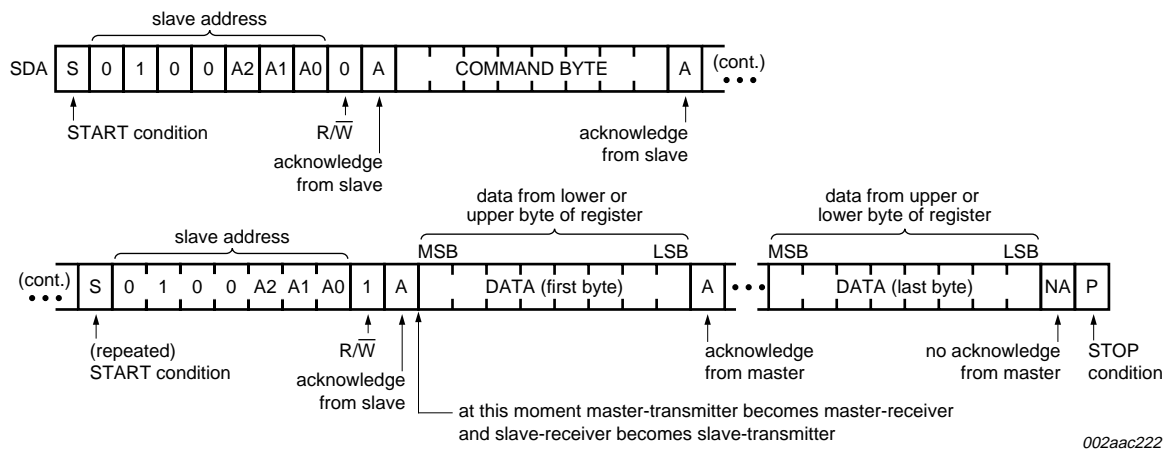 slave address
SDA S 0 1 0 0 A2 A1 A0 0 A COMMAND BYTE A (cont.)
START condition
R/W̅
acknowledge
from slave
acknowledge
from slave
data from lower or
upper byte of register
data from upper or
lower byte of register
slave address
MSB LSB MSB LSB
(cont.) S 0 1 0 0 A2 A1 A0 1 A DATA (first byte) A DATA (last byte) NA P
(repeated)
START condition
R/W̅
acknowledge
from slave
acknowledge
from master
no acknowledge
from master
STOP
condition
at this moment master-transmitter becomes master-receiver
and slave-receiver becomes slave-transmitter
002aac222